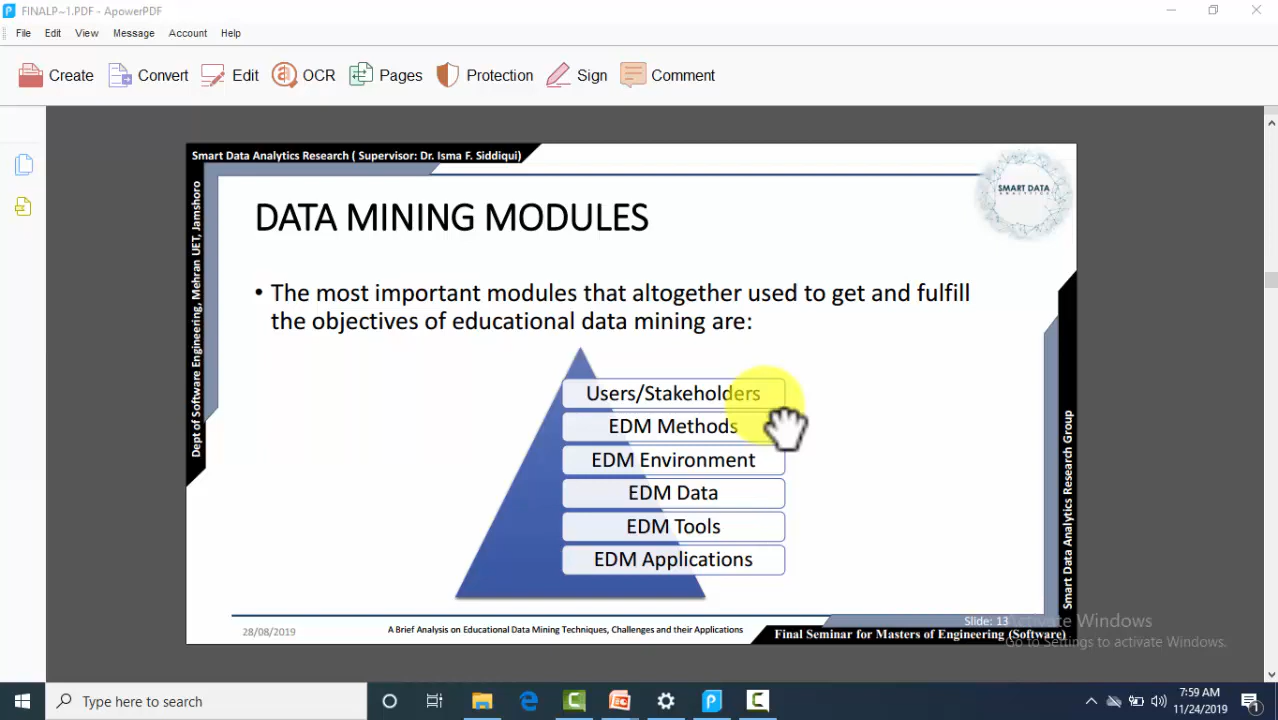 FINALP~1.PDF - ApowerPDF
File Edit View Message Account Help
Create Convert Edit OCR Pages Protection Sign Comment
Smart Data Analytics Research ( Supervisor: Dr. Isma F. Siddiqui)
SMART DATA
ANALYTICS
Dept of Software Engineering, Mehran UET, Jamshoro
DATA MINING MODULES
• The most important modules that altogether used to get and fulfill
the objectives of educational data mining are:
Users/Stakeholders
EDM Methods
EDM Environment
EDM Data
EDM Tools
EDM Applications
Smart Data Analytics Research Group
Slide: 13
28/08/2019
A Brief Analysis on Educational Data Mining Techniques, Challenges and their Applications
Final Seminar for Masters of Engineering (Software)
Activate Windows
Go to Settings to activate Windows.
Type here to search
7:59 AM
11/24/2019
1